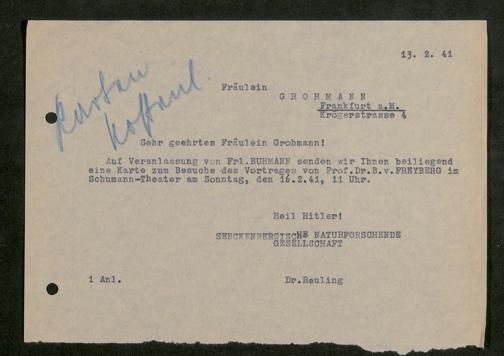 13. 2. 41
Fräulein
GROHMANN
Frankfurt a.M.
Krögerstrasse 4
Karten
Sehr geehrtes Fräulein Grohmann!
Auf Veranlassung von Frl.BUHMANN senden wir Ihnen beiliegend
eine Karte zum Besuche des Vortrages von Prof.Dr.B.v.FREYBERG im
Schumann-Theater am Sonntag, den 16.2.41, 11 Uhr.
Heil Hitler!
SENCKENBERGISCHE NATURFORSCHENDE
GESELLSCHAFT
1 Anl.
Dr.Reuling